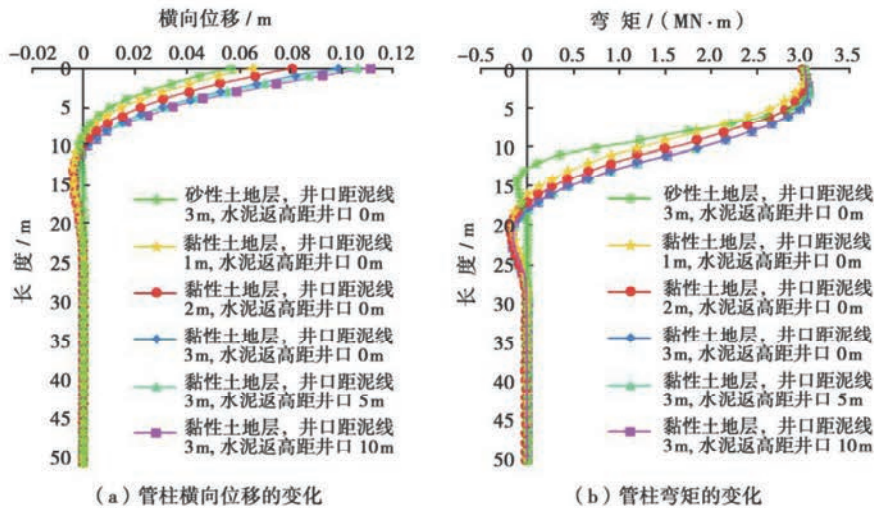 横向位移 / m
-0.02 0 0.02 0.04 0.06 0.08 0.10 0.12
0
5
10
15
20
25
30
35
40
45
50
长 度 / m
砂性土地层，井口距泥线
3m, 水泥返高距井口 0m
黏性土地层，井口距泥线
1m, 水泥返高距井口 0m
黏性土地层，井口距泥线
2m, 水泥返高距井口 0m
黏性土地层，井口距泥线
3m, 水泥返高距井口 0m
黏性土地层，井口距泥线
3m, 水泥返高距井口 5m
黏性土地层，井口距泥线
3m, 水泥返高距井口 10m
（a）管柱横向位移的变化
弯 矩 /（MN·m）
-0.5 0 0.5 1.0 1.5 2.0 2.5 3.0 3.5
0
5
10
15
20
25
30
35
40
45
50
长 度 / m
砂性土地层，井口距泥线
3m, 水泥返高距井口 0m
黏性土地层，井口距泥线
1m, 水泥返高距井口 0m
黏性土地层，井口距泥线
2m, 水泥返高距井口 0m
黏性土地层，井口距泥线
3m, 水泥返高距井口 0m
黏性土地层，井口距泥线
3m, 水泥返高距井口 5m
黏性土地层，井口距泥线
3m, 水泥返高距井口 10m
（b）管柱弯矩的变化